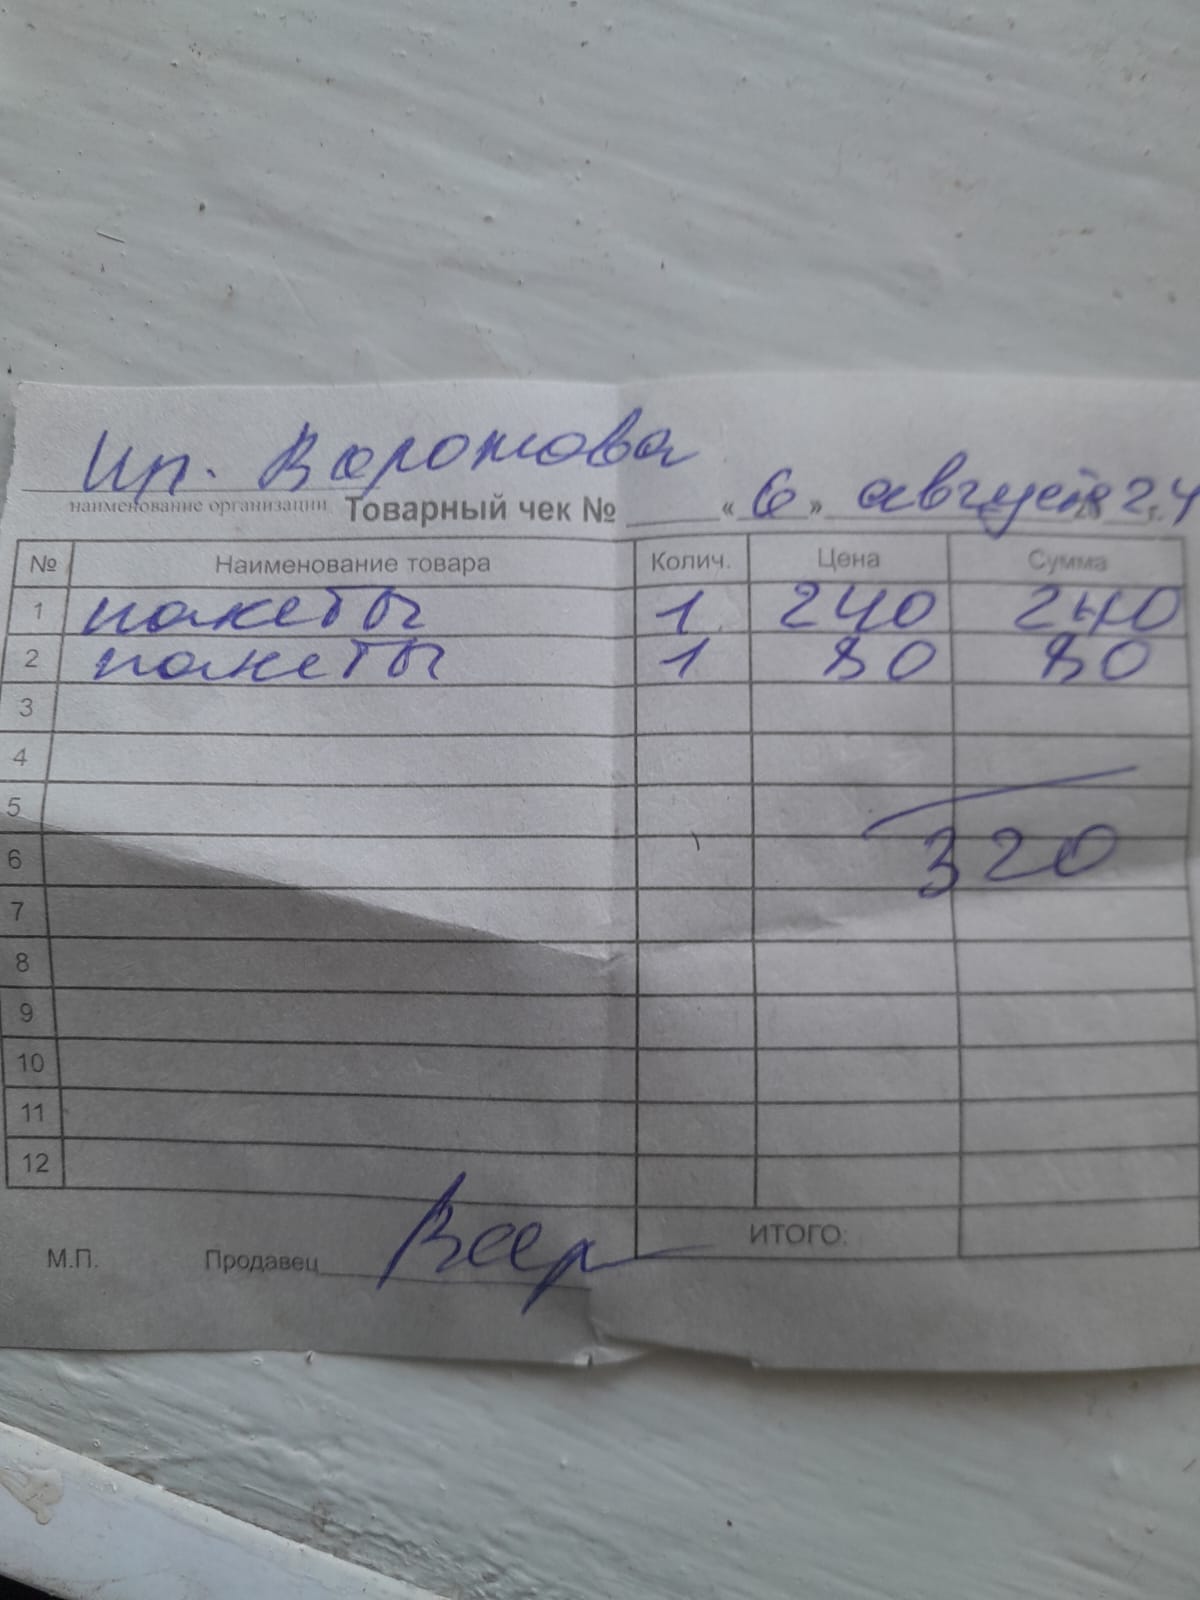 Ип. Воротова
наименование организации Товарный чек № « 6 » августа 24
№ Наименование товара Колич. Цена Сумма
1 пакеты 1 240 240
2 пакеты 1 80 80
3
4
5
6 320
7
8
9
10
11
12
М.П. Продавец ИТОГО: